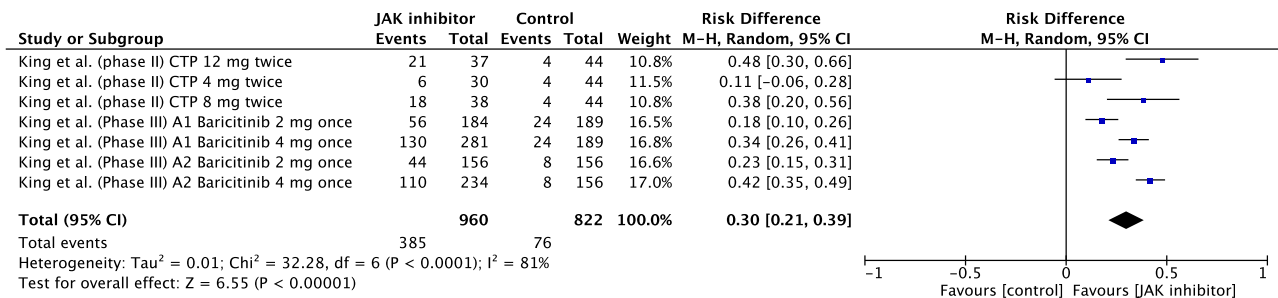 JAK inhibitor Control Risk Difference Risk Difference
Study or Subgroup Events Total Events Total Weight M-H, Random, 95% CI M-H, Random, 95% CI
King et al. (phase II) CTP 12 mg twice 21 37 4 44 10.8% 0.48 [0.30, 0.66]
King et al. (phase II) CTP 4 mg twice 6 30 4 44 11.5% 0.11 [-0.06, 0.28]
King et al. (phase II) CTP 8 mg twice 18 38 4 44 10.8% 0.38 [0.20, 0.56]
King et al. (Phase III) A1 Baricitinib 2 mg once 56 184 24 189 16.5% 0.18 [0.10, 0.26]
King et al. (Phase III) A1 Baricitinib 4 mg once 130 281 24 189 16.8% 0.34 [0.26, 0.41]
King et al. (Phase III) A2 Baricitinib 2 mg once 44 156 8 156 16.6% 0.23 [0.15, 0.31]
King et al. (Phase III) A2 Baricitinib 4 mg once 110 234 8 156 17.0% 0.42 [0.35, 0.49]
Total (95% CI) 960 822 100.0% 0.30 [0.21, 0.39]
Total events 385 76
Heterogeneity: Tau² = 0.01; Chi² = 32.28, df = 6 (P < 0.0001); I² = 81%
Test for overall effect: Z = 6.55 (P < 0.00001)
-1 -0.5 0 0.5 1
Favours [control] Favours [JAK inhibitor]